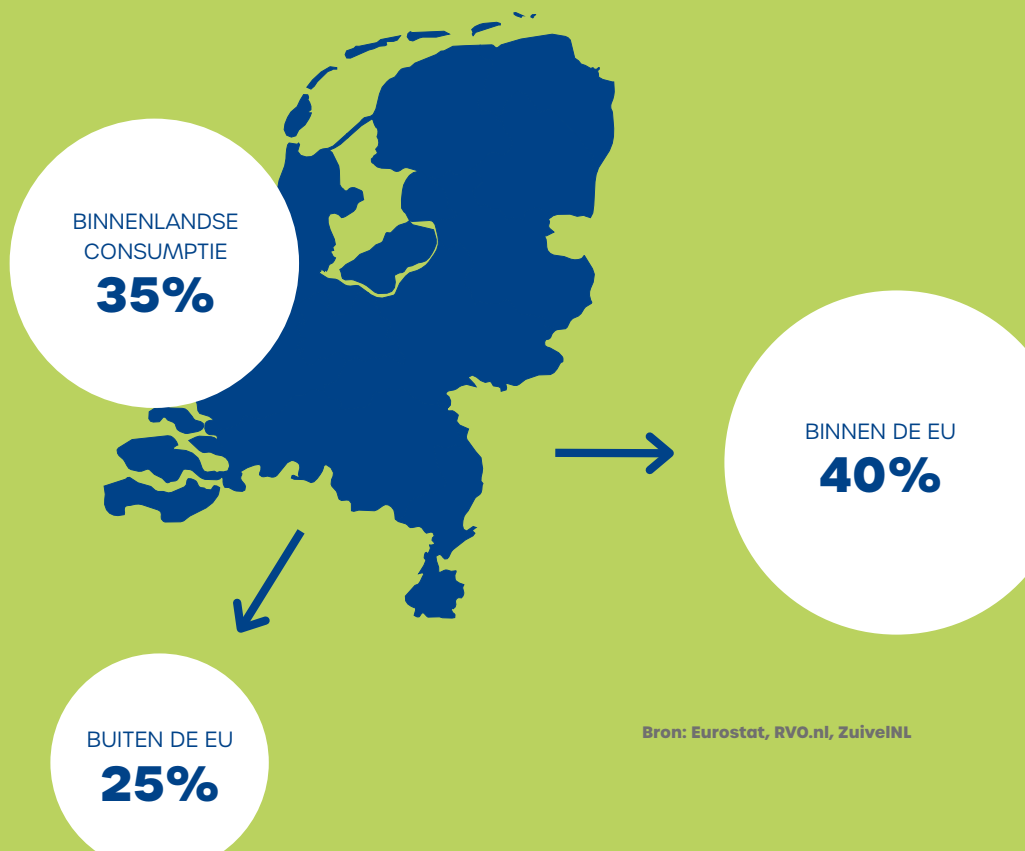 BINNENLANDSE
CONSUMPTIE
35%
BINNEN DE EU
40%
BUITEN DE EU
25%
Bron: Eurostat, RVO.nl, ZuivelNL